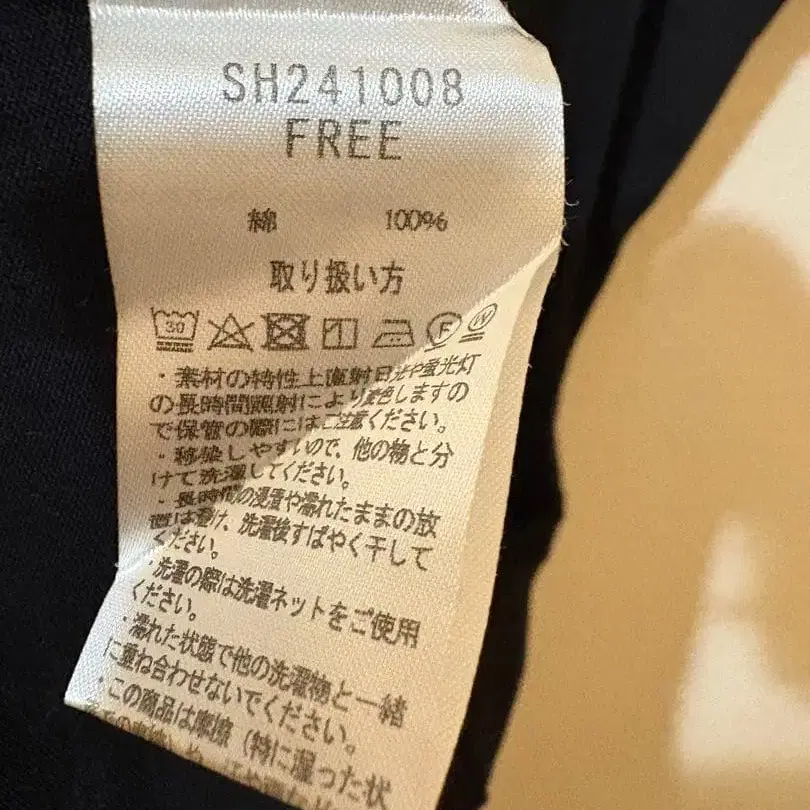 SH241008
FREE
綿 100%
取り扱い方
30 F W
・素材の特性上直射日光や蛍光灯
の長時間照射により変色しますの
で保管の際にはご注意ください。
・移染しやすいので、他の物と分
けて洗濯してください。
・長時間の浸漬や濡れたままの放
置は避け、洗濯後すばやく干して
ください。
・洗濯の際は洗濯ネットをご使用
ください。
・濡れた状態で他の洗濯物と一緒
に重ね合わせないでください。
・この商品は摩擦（特に湿った状